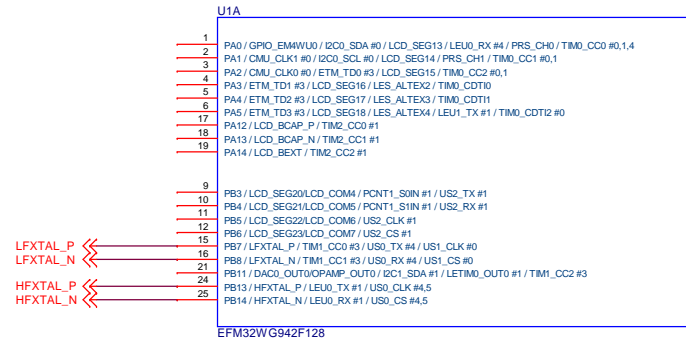 U1A
1 PA0 / GPIO_EM4WU0 / I2C0_SDA #0 / LCD_SEG13 / LEU0_RX #4 / PRS_CH0 / TIM0_CC0 #0,1,4
2 PA1 / CMU_CLK1 #0 / I2C0_SCL #0 / LCD_SEG14 / PRS_CH1 / TIM0_CC1 #0,1
3 PA2 / CMU_CLK0 #0 / ETM_TD0 #3 / LCD_SEG15 / TIM0_CC2 #0,1
4 PA3 / ETM_TD1 #3 / LCD_SEG16 / LES_ALTEX2 / TIM0_CDTI0
5 PA4 / ETM_TD2 #3 / LCD_SEG17 / LES_ALTEX3 / TIM0_CDTI1
6 PA5 / ETM_TD3 #3 / LCD_SEG18 / LES_ALTEX4 / LEU1_TX #1 / TIM0_CDTI2 #0
17 PA12 / LCD_BCAP_P / TIM2_CC0 #1
18 PA13 / LCD_BCAP_N / TIM2_CC1 #1
19 PA14 / LCD_BEXT / TIM2_CC2 #1
9 PB3 / LCD_SEG20/LCD_COM4 / PCNT1_S0IN #1 / US2_TX #1
10 PB4 / LCD_SEG21/LCD_COM5 / PCNT1_S1IN #1 / US2_RX #1
11 PB5 / LCD_SEG22/LCD_COM6 / US2_CLK #1
12 PB6 / LCD_SEG23/LCD_COM7 / US2_CS #1
LFXTAL_P 15 PB7 / LFXTAL_P / TIM1_CC0 #3 / US0_TX #4 / US1_CLK #0
LFXTAL_N 16 PB8 / LFXTAL_N / TIM1_CC1 #3 / US0_RX #4 / US1_CS #0
21 PB11 / DAC0_OUT0/OPAMP_OUT0 / I2C1_SDA #1 / LETIM0_OUT0 #1 / TIM1_CC2 #3
HFXTAL_P 24 PB13 / HFXTAL_P / LEU0_TX #1 / US0_CLK #4,5
HFXTAL_N 25 PB14 / HFXTAL_N / LEU0_RX #1 / US0_CS #4,5
EFM32WG942F128